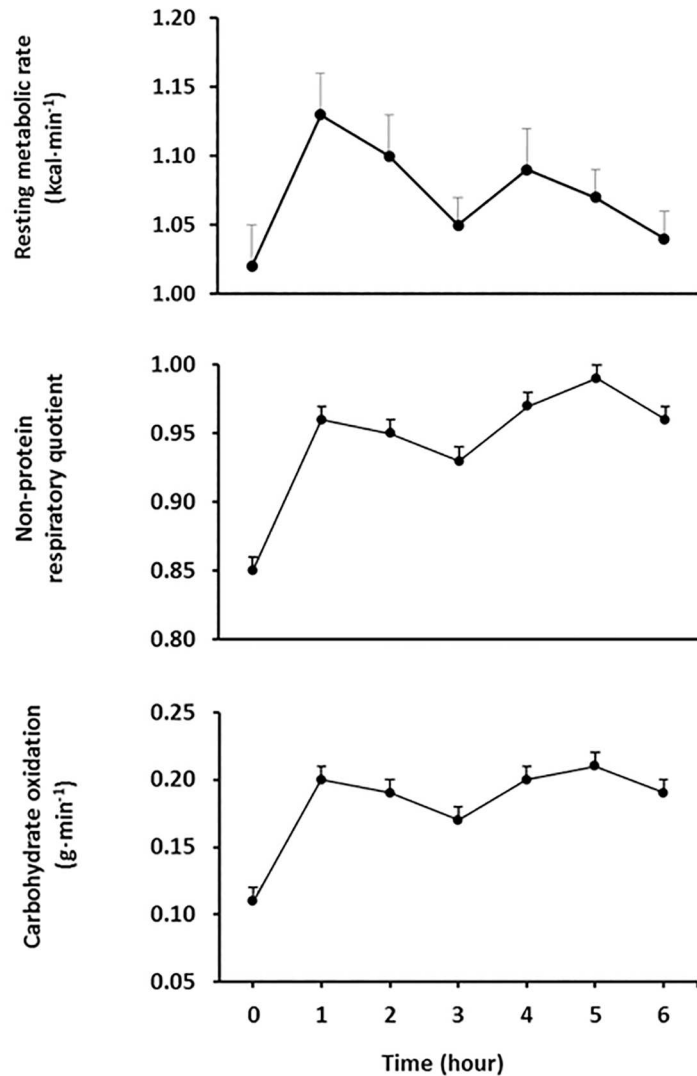 Resting metabolic rate
(kcal·min⁻¹)
1.20
1.15
1.10
1.05
1.00
Non-protein
respiratory quotient
1.00
0.95
0.90
0.85
0.80
Carbohydrate oxidation
(g·min⁻¹)
0.25
0.20
0.15
0.10
0.05
0 1 2 3 4 5 6
Time (hour)